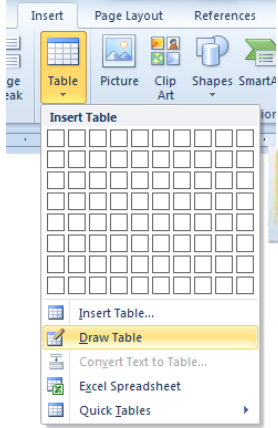 Insert Page Layout References
ge Table Picture Clip Shapes SmartA
eak Art
Insert Table
Insert Table...
Draw Table
Convert Text to Table...
Excel Spreadsheet
Quick Tables